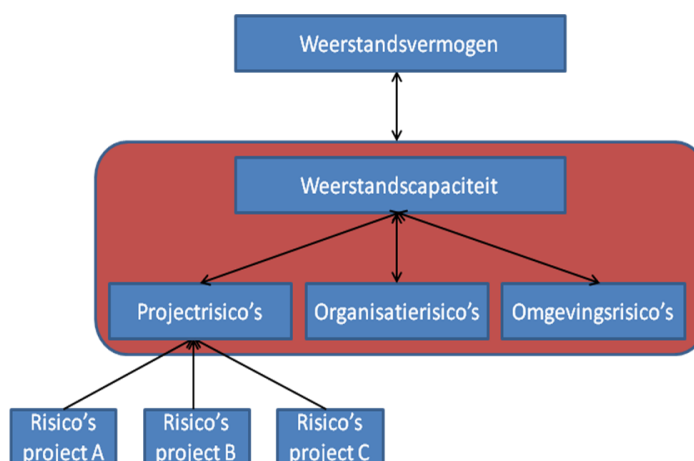 Weerstandsvermogen
Weerstandscapaciteit
Projectrisico's
Organisatierisico's
Omgevingsrisico's
Risico's
project A
Risico's
project B
Risico's
project C